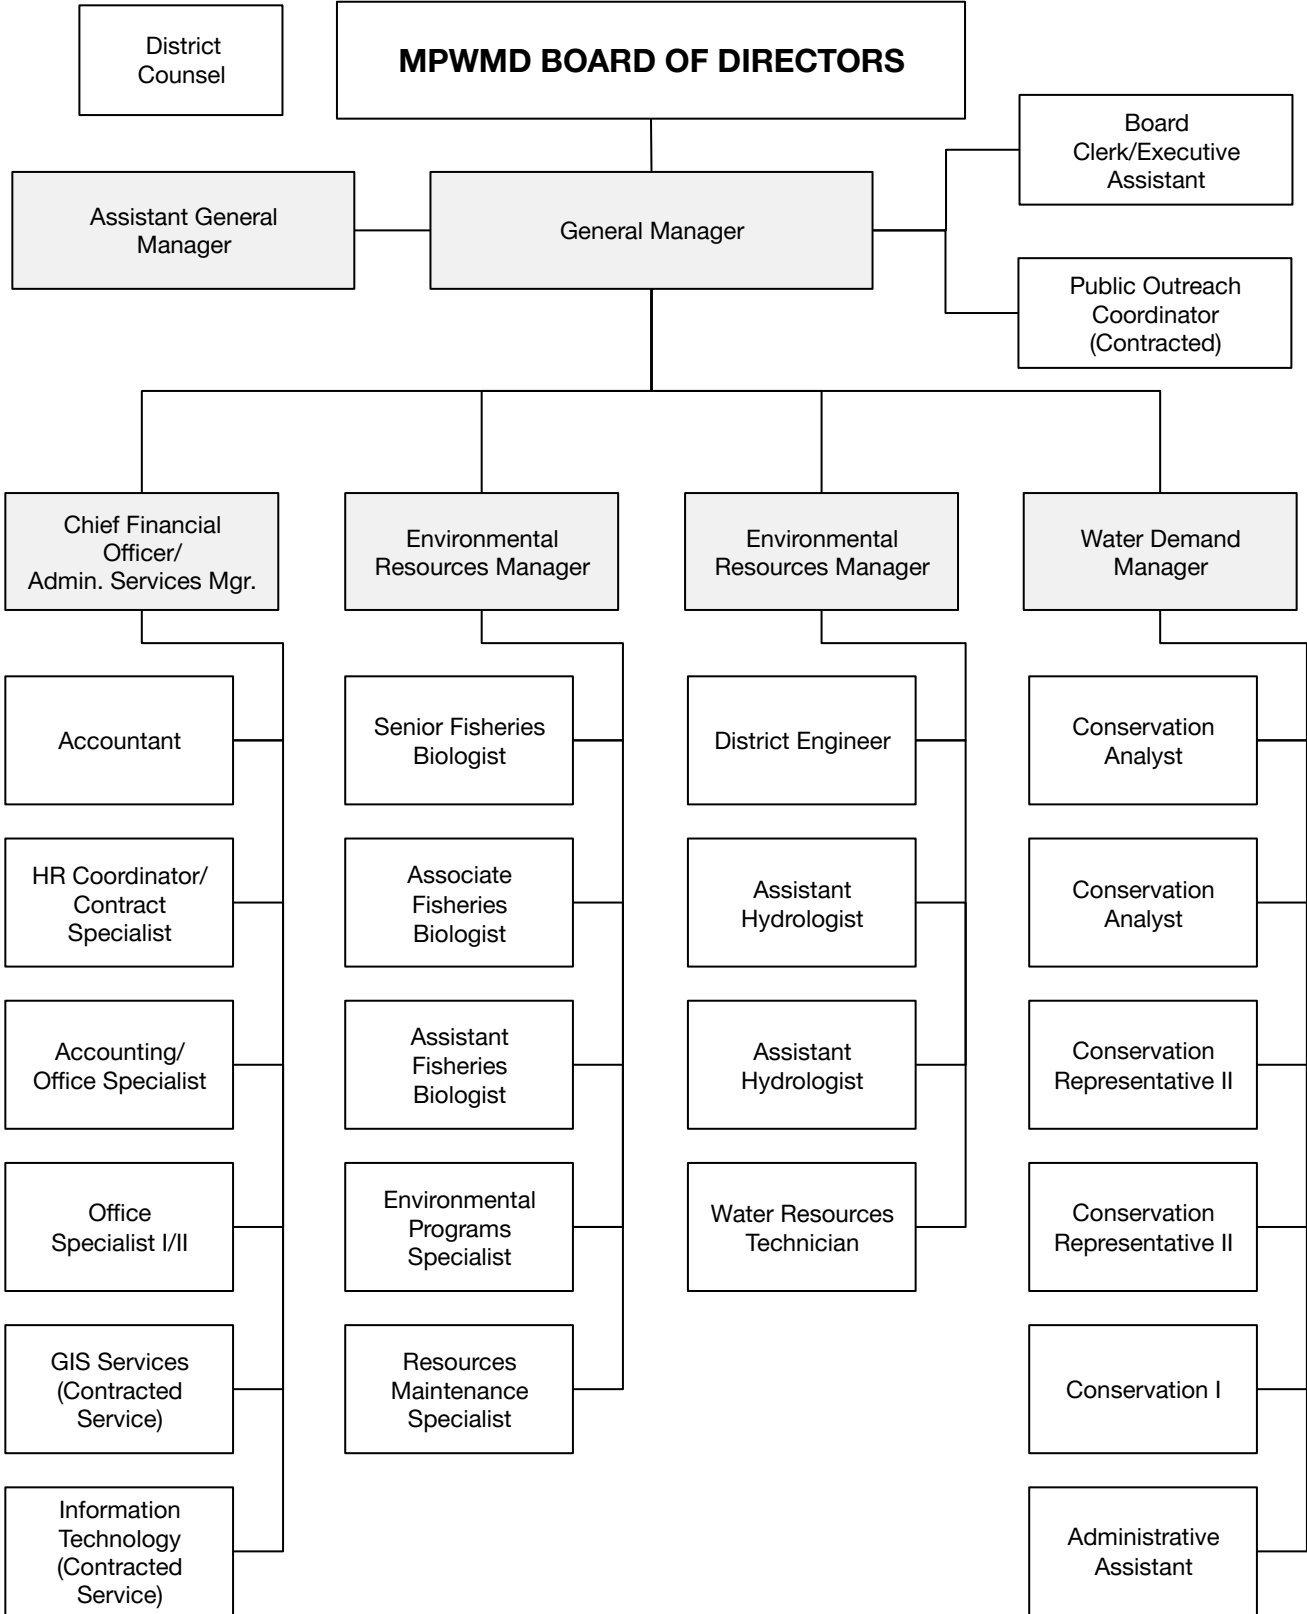 District
Counsel
MPWMD BOARD OF DIRECTORS
Board
Clerk/Executive
Assistant
Assistant General
Manager
General Manager
Public Outreach
Coordinator
(Contracted)
Chief Financial
Officer/
Admin. Services Mgr.
Environmental
Resources Manager
Environmental
Resources Manager
Water Demand
Manager
Accountant
Senior Fisheries
Biologist
District Engineer
Conservation
Analyst
HR Coordinator/
Contract
Specialist
Associate
Fisheries
Biologist
Assistant
Hydrologist
Conservation
Analyst
Accounting/
Office Specialist
Assistant
Fisheries
Biologist
Assistant
Hydrologist
Conservation
Representative II
Office
Specialist I/II
Environmental
Programs
Specialist
Water Resources
Technician
Conservation
Representative II
GIS Services
(Contracted
Service)
Resources
Maintenance
Specialist
Conservation I
Information
Technology
(Contracted
Service)
Administrative
Assistant